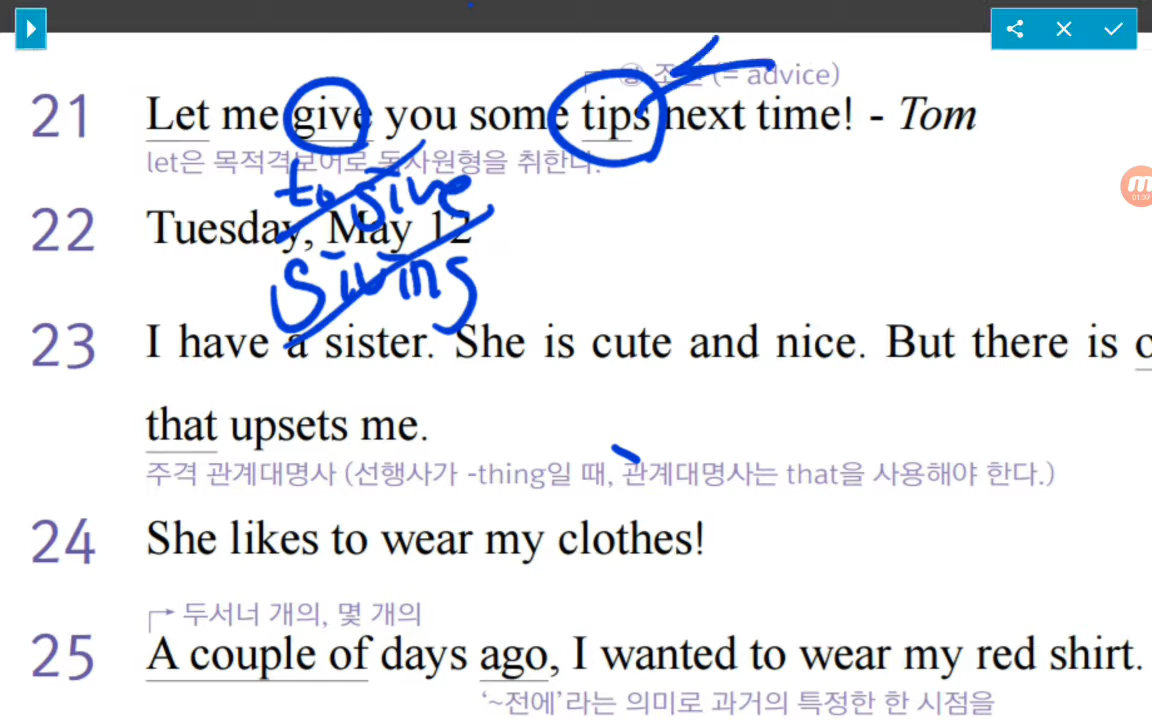 조언 (= advice)
21 Let me give you some tips next time! - Tom
let은 목적격보어로 동사원형을 취한다.
to give
22 Tuesday, May 12
giving
23 I have a sister. She is cute and nice. But there is
that upsets me.
주격 관계대명사 (선행사가 -thing일 때, 관계대명사는 that을 사용해야 한다.)
24 She likes to wear my clothes!
두서너 개의, 몇 개의
25 A couple of days ago, I wanted to wear my red shirt.
‘~전에’라는 의미로 과거의 특정한 한 시점을
01:39